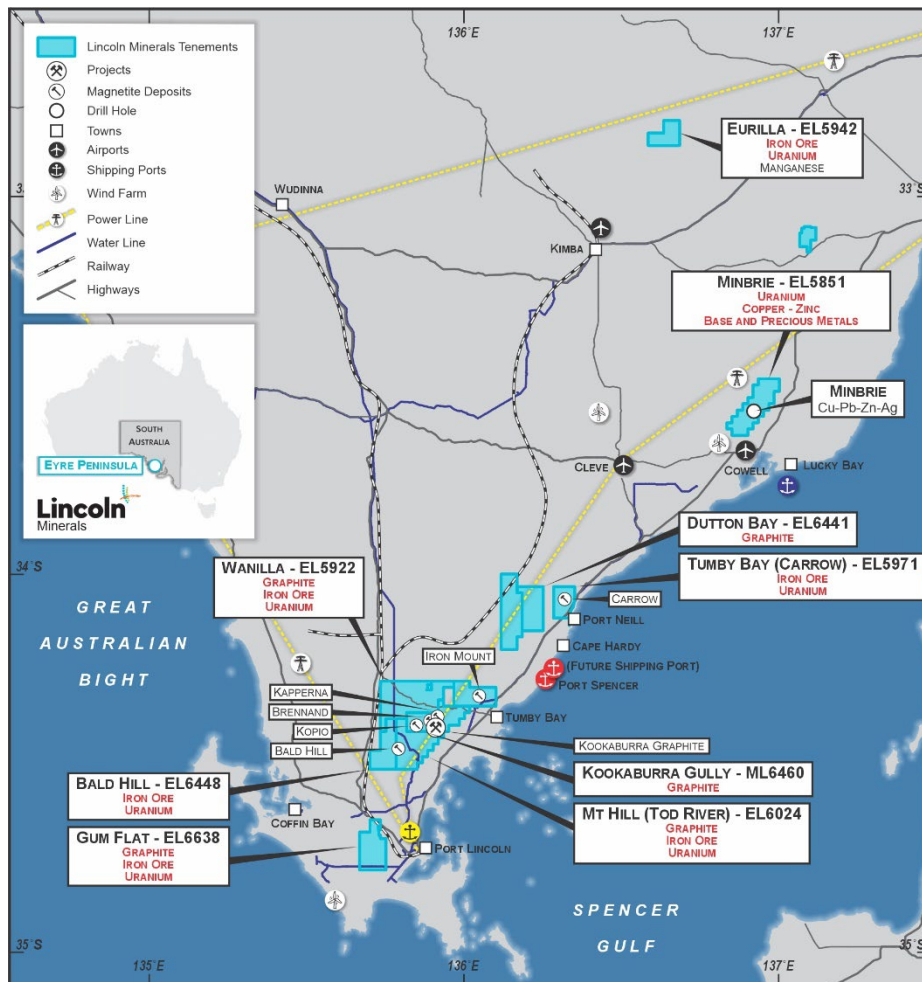 136°E
137°E
Lincoln Minerals Tenements
Projects
Magnetite Deposits
Drill Hole
Towns
Airports
Shipping Ports
Wind Farm
Power Line
Water Line
Railway
Highways
EURILLA - EL5942
IRON ORE
URANIUM
MANGANESE
WUDINNA
33°S
KIMBA
MINBRIE - EL5851
URANIUM
COPPER - ZINC
BASE AND PRECIOUS METALS
MINBRIE
Cu-Pb-Zn-Ag
SOUTH
AUSTRALIA
EYRE PENINSULA
Lincoln
Minerals
CLEVE
COWELL
LUCKY BAY
DUTTON BAY - EL6441
GRAPHITE
34°S
34°S
WANILLA - EL5922
GRAPHITE
IRON ORE
URANIUM
TUMBY BAY (CARROW) - EL5971
IRON ORE
URANIUM
CARROW
PORT NEILL
CAPE HARDY
(FUTURE SHIPPING PORT)
PORT SPENCER
GREAT
AUSTRALIAN
BIGHT
IRON MOUNT
KAPPERNA
BRENNAND
KOPIO
BALD HILL
TUMBY BAY
KOOKABURRA GRAPHITE
KOOKABURRA GULLY - ML6460
GRAPHITE
BALD HILL - EL6448
IRON ORE
URANIUM
MT HILL (TOD RIVER) - EL6024
GRAPHITE
IRON ORE
URANIUM
COFFIN BAY
GUM FLAT - EL6638
GRAPHITE
IRON ORE
URANIUM
PORT LINCOLN
SPENCER
GULF
35°S
35°S
135°E
136°E
137°E